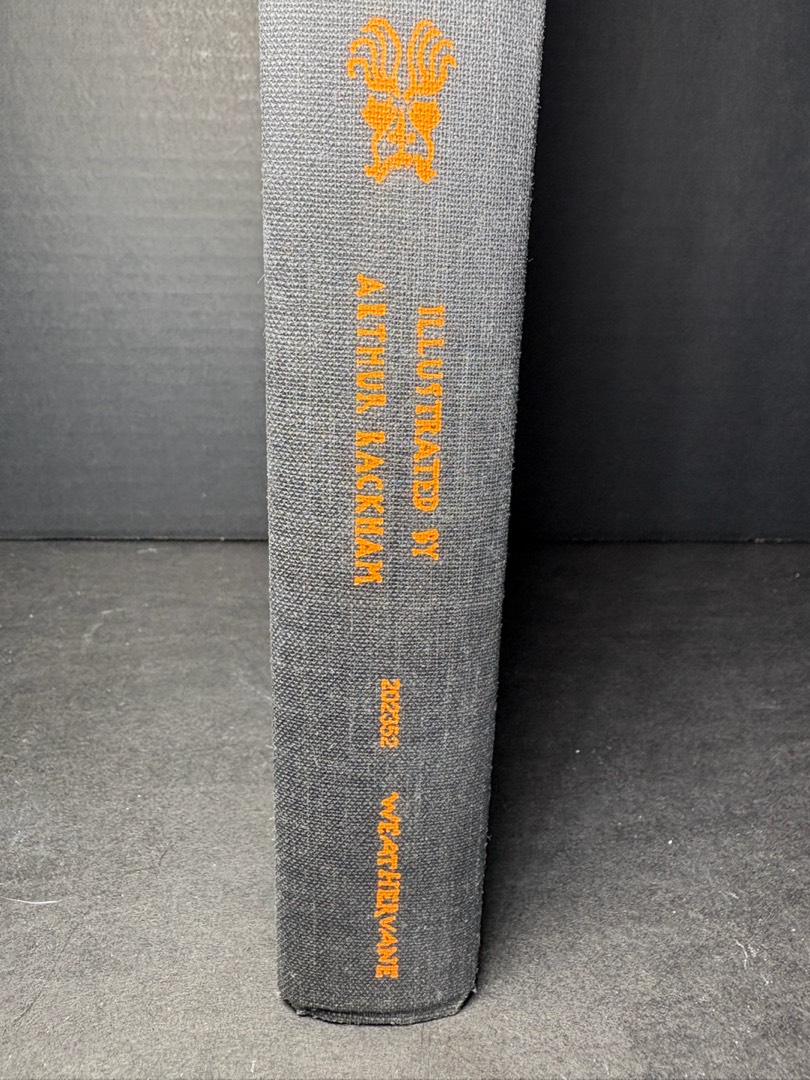 ILLUSTRATED BY
ARTHUR RACKHAM
202352
WEATHERVANE